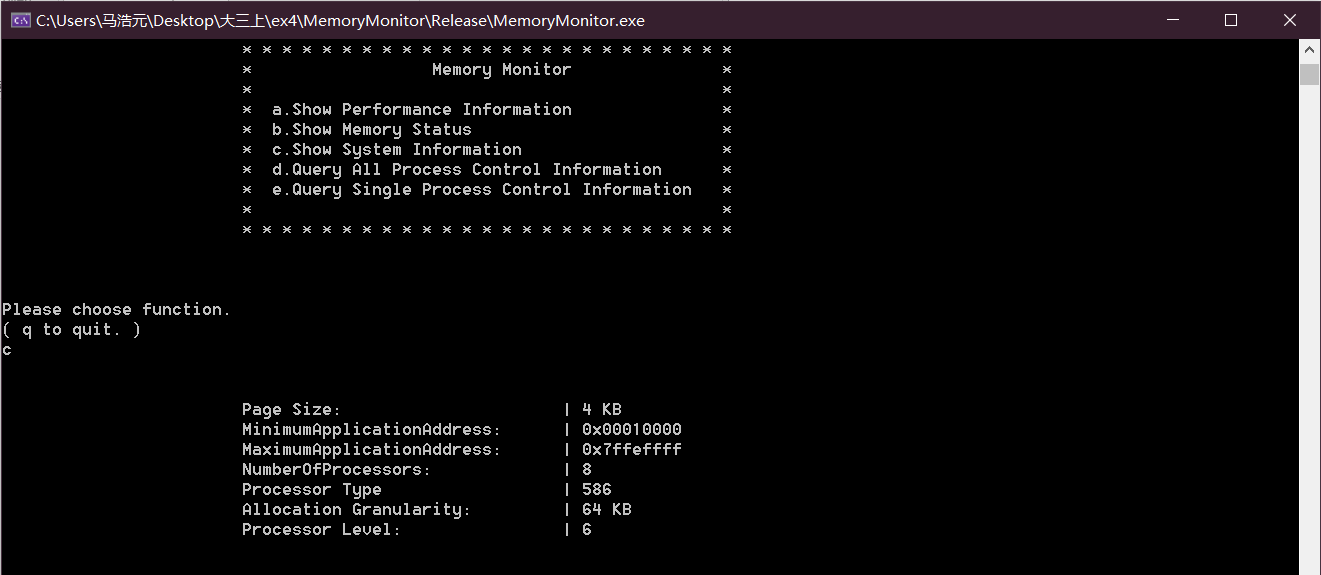 C:\Users\马浩元\Desktop\大三上\ex4\MemoryMonitor\Release\MemoryMonitor.exe
* * * * * * * * * * * * * * * * * * * * * * * * *
* Memory Monitor *
* *
* a.Show Performance Information *
* b.Show Memory Status *
* c.Show System Information *
* d.Query All Process Control Information *
* e.Query Single Process Control Information *
* *
* * * * * * * * * * * * * * * * * * * * * * * * *
Please choose function.
( q to quit. )
c
Page Size: | 4 KB
MinimumApplicationAddress: | 0x00010000
MaximumApplicationAddress: | 0x7ffeffff
NumberOfProcessors: | 8
Processor Type | 586
Allocation Granularity: | 64 KB
Processor Level: | 6